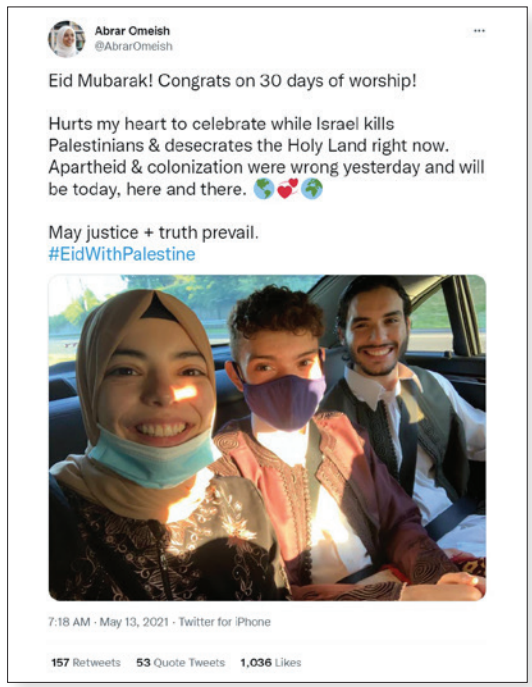 Abrar Omeish
@AbrarOmeish
Eid Mubarak! Congrats on 30 days of worship!
Hurts my heart to celebrate while Israel kills
Palestinians & desecrates the Holy Land right now.
Apartheid & colonization were wrong yesterday and will
be today, here and there. 🌎💞🌍
May justice + truth prevail.
#EidWithPalestine
7:18 AM · May 13, 2021 · Twitter for iPhone
157 Retweets 53 Quote Tweets 1,036 Likes